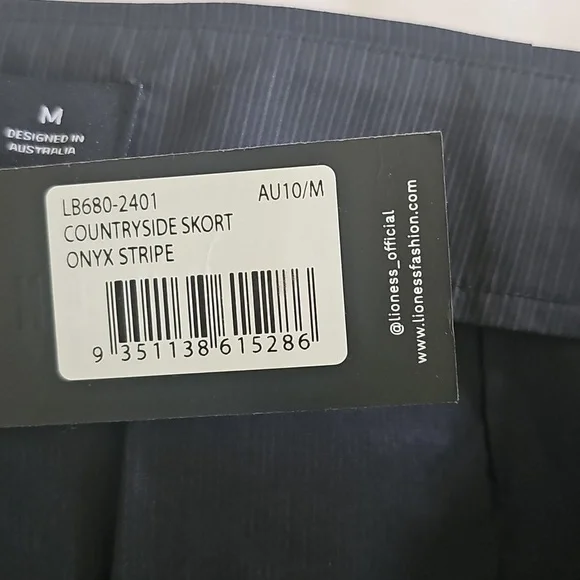 M
DESIGNED IN
AUSTRALIA
LB680-2401 AU10/M
COUNTRYSIDE SKORT
ONYX STRIPE
9 351138 615286
@lioness_official
www.lionessfashion.com